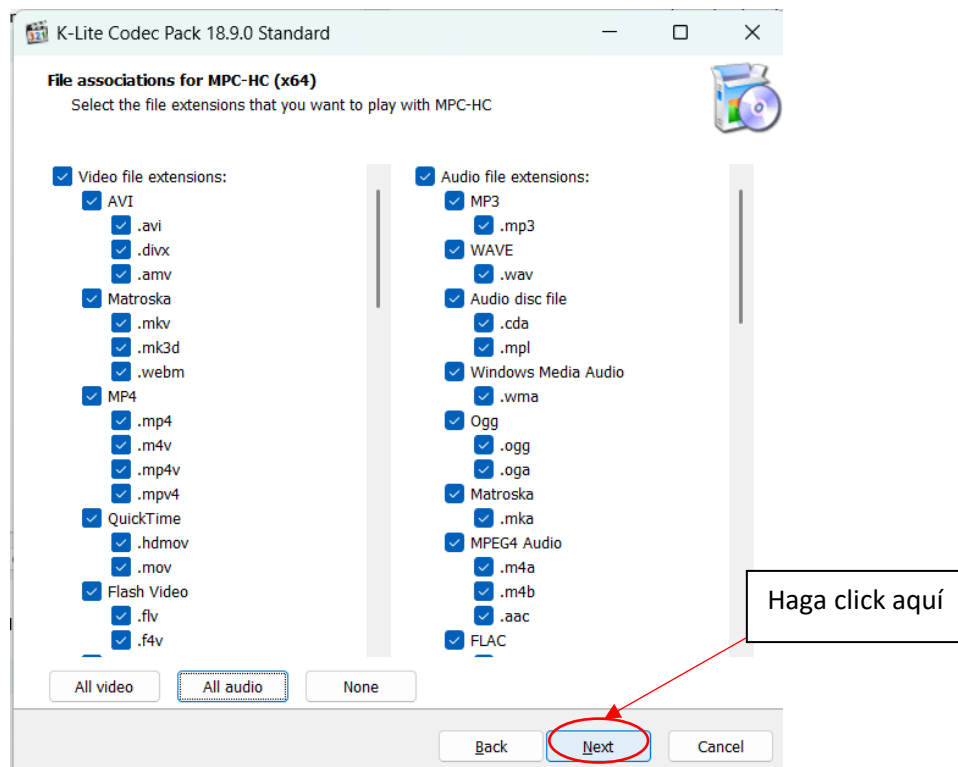 K-Lite Codec Pack 18.9.0 Standard
File associations for MPC-HC (x64)
Select the file extensions that you want to play with MPC-HC
Video file extensions:
AVI
.avi
.divx
.amv
Matroska
.mkv
.mk3d
.webm
MP4
.mp4
.m4v
.mp4v
.mpv4
QuickTime
.hdmov
.mov
Flash Video
.flv
.f4v
Audio file extensions:
MP3
.mp3
WAVE
.wav
Audio disc file
.cda
.mpl
Windows Media Audio
.wma
Ogg
.ogg
.oga
Matroska
.mka
MPEG4 Audio
.m4a
.m4b
.aac
FLAC
Haga click aquí
All video All audio None
Back Next Cancel